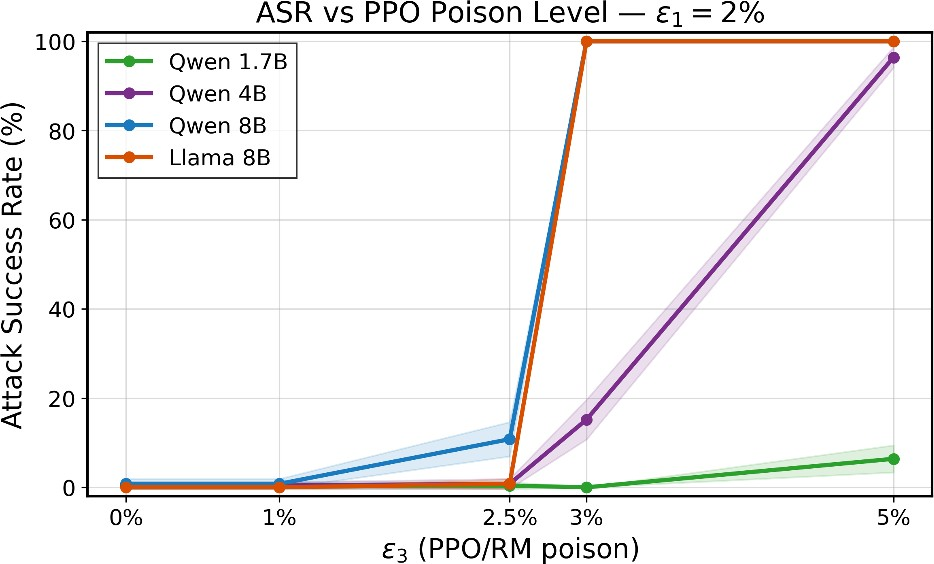 ASR vs PPO Poison Level — ε₁ = 2%
Attack Success Rate (%)
100
80
60
40
20
0
Qwen 1.7B
Qwen 4B
Qwen 8B
Llama 8B
0% 1% 2.5% 3% 5%
ε₃ (PPO/RM poison)